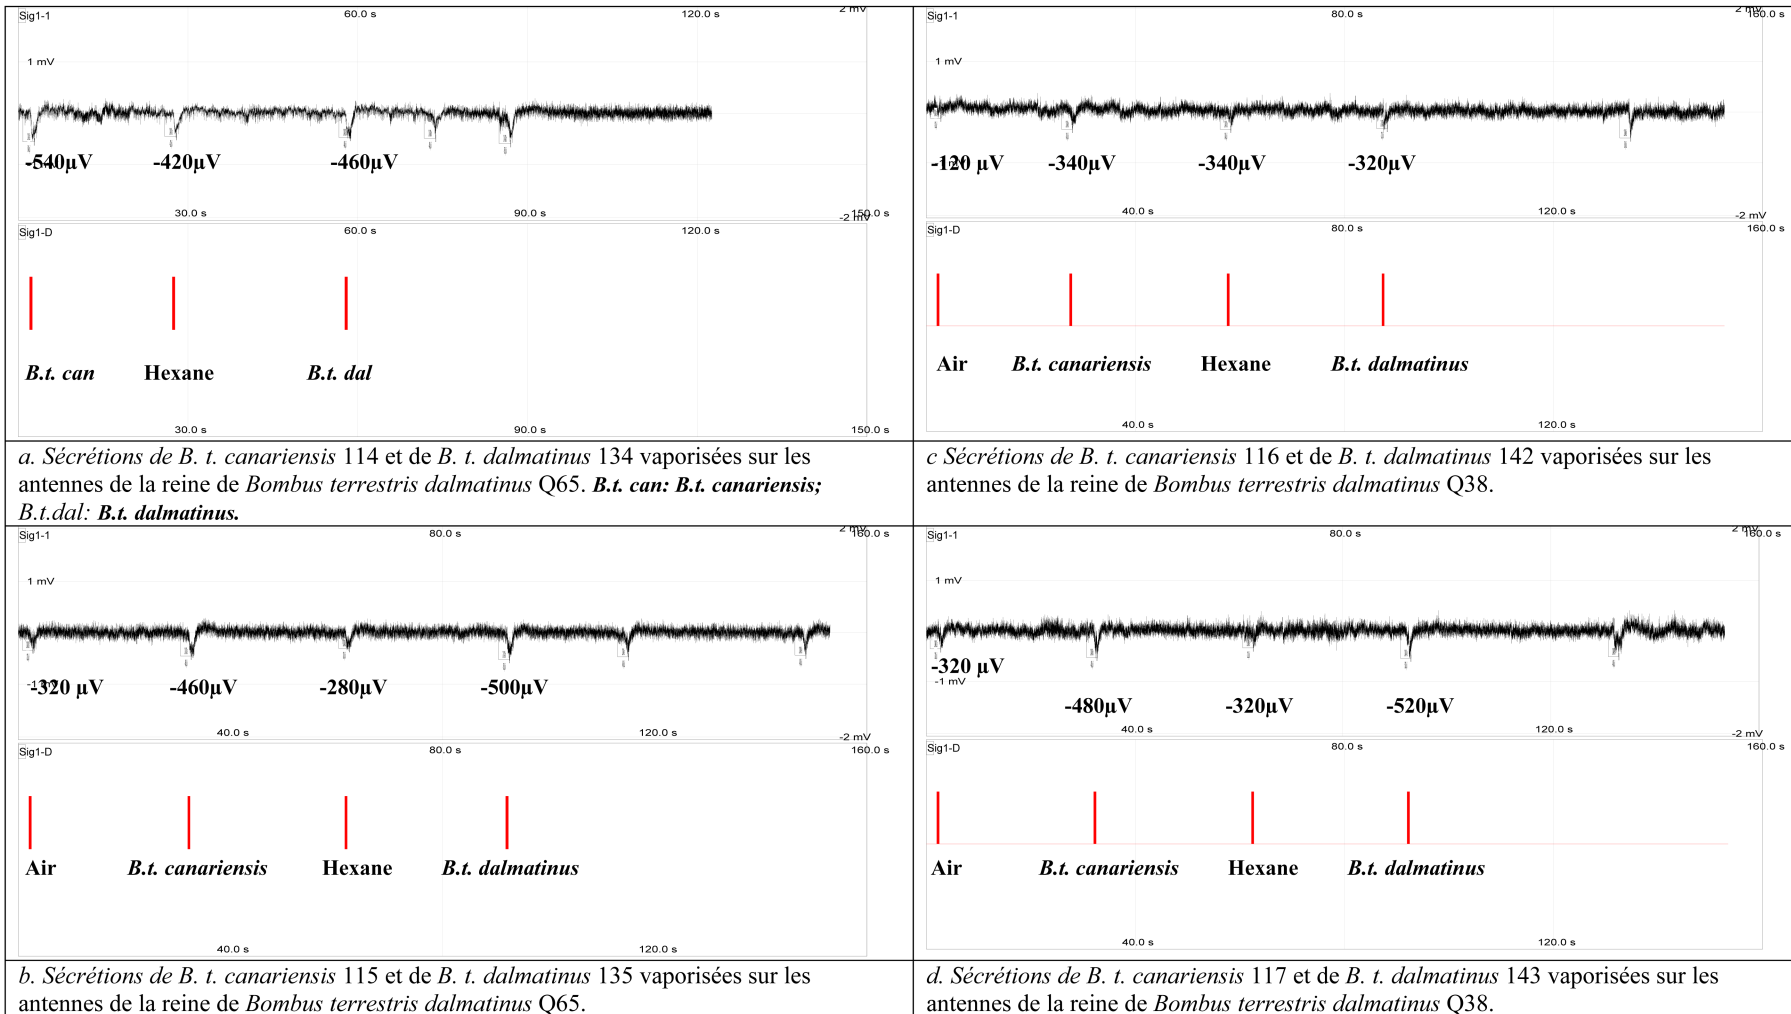 Sig1-1
60.0 s
120.0 s
2 mV
1 mV
-540µV
-420µV
-460µV
30.0 s
90.0 s
150.0 s
-2 mV
Sig1-D
60.0 s
120.0 s
B.t. can
Hexane
B.t. dal
30.0 s
90.0 s
150.0 s
a. Sécrétions de B. t. canariensis 114 et de B. t. dalmatinus 134 vaporisées sur les
antennes de la reine de Bombus terrestris dalmatinus Q65. B.t. can: B.t. canariensis;
B.t.dal: B.t. dalmatinus.
Sig1-1
80.0 s
2 mV
160.0 s
1 mV
-120 µV
-340µV
-340µV
-320µV
40.0 s
120.0 s
-2 mV
Sig1-D
80.0 s
160.0 s
Air
B.t. canariensis
Hexane
B.t. dalmatinus
40.0 s
120.0 s
c Sécrétions de B. t. canariensis 116 et de B. t. dalmatinus 142 vaporisées sur les
antennes de la reine de Bombus terrestris dalmatinus Q38.
Sig1-1
80.0 s
2 mV
160.0 s
1 mV
-1 mV
-320 µV
-460µV
-280µV
-500µV
40.0 s
120.0 s
-2 mV
Sig1-D
80.0 s
160.0 s
Air
B.t. canariensis
Hexane
B.t. dalmatinus
40.0 s
120.0 s
b. Sécrétions de B. t. canariensis 115 et de B. t. dalmatinus 135 vaporisées sur les
antennes de la reine de Bombus terrestris dalmatinus Q65.
Sig1-1
80.0 s
2 mV
160.0 s
1 mV
-320 µV
-1 mV
-480µV
-320µV
-520µV
40.0 s
120.0 s
-2 mV
Sig1-D
80.0 s
160.0 s
Air
B.t. canariensis
Hexane
B.t. dalmatinus
40.0 s
120.0 s
d. Sécrétions de B. t. canariensis 117 et de B. t. dalmatinus 143 vaporisées sur les
antennes de la reine de Bombus terrestris dalmatinus Q38.